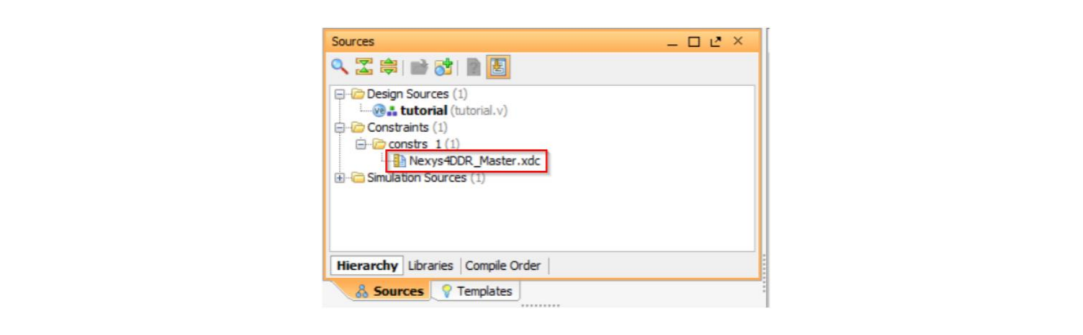 Sources
Design Sources (1)
tutorial (tutorial.v)
Constraints (1)
constrs_1 (1)
Nexys4DDR_Master.xdc
Simulation Sources (1)
Hierarchy Libraries Compile Order
Sources Templates